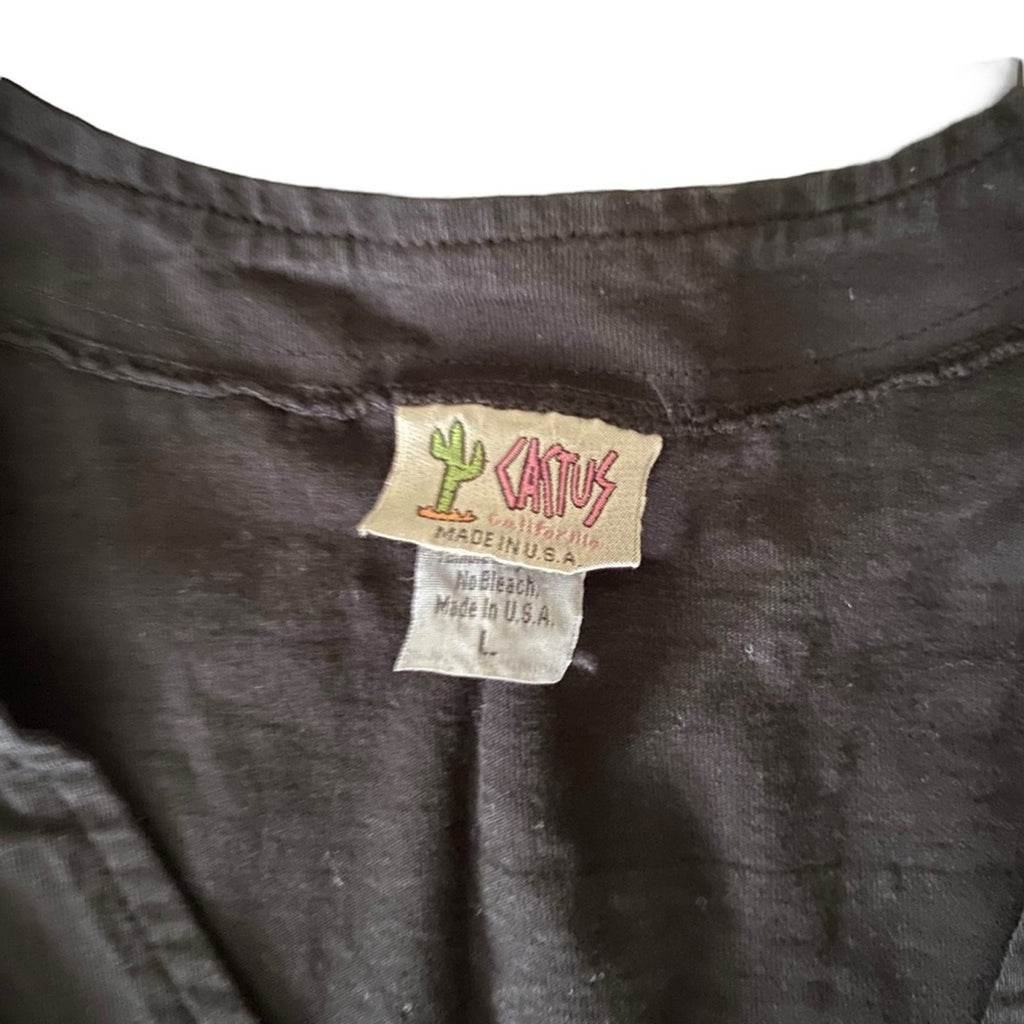 CACTUS
California
MADE IN U.S.A.
No Bleach,
Made In U.S.A.
L